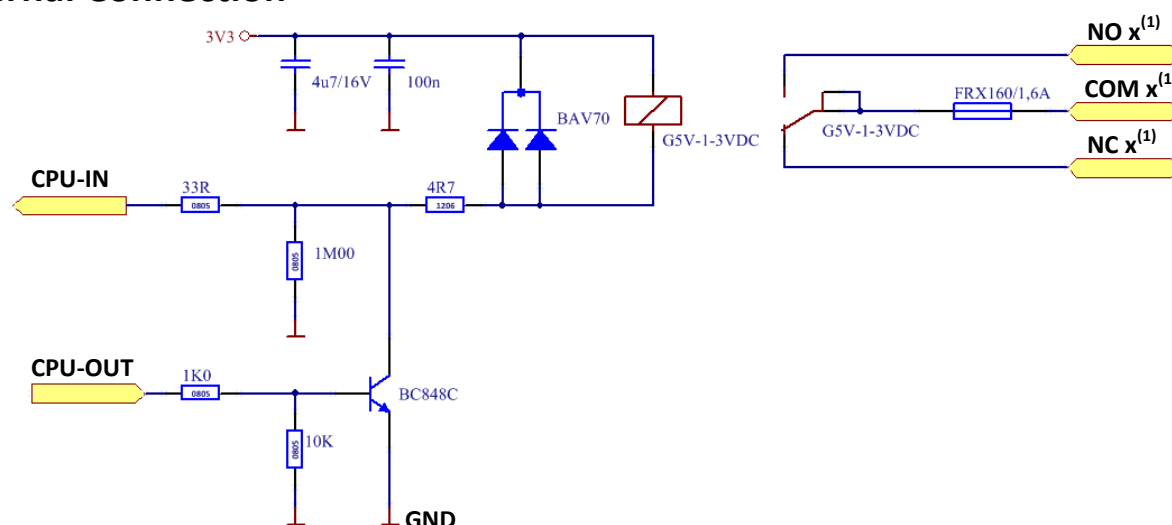 3V3
4u7/16V
100n
BAV70
G5V-1-3VDC
G5V-1-3VDC
FRX160/1,6A
NO x(1)
COM x(1
NC x(1)
CPU-IN
33R
0805
4R7
1206
0805
1M00
CPU-OUT
1K0
0805
BC848C
0805
10K
GND